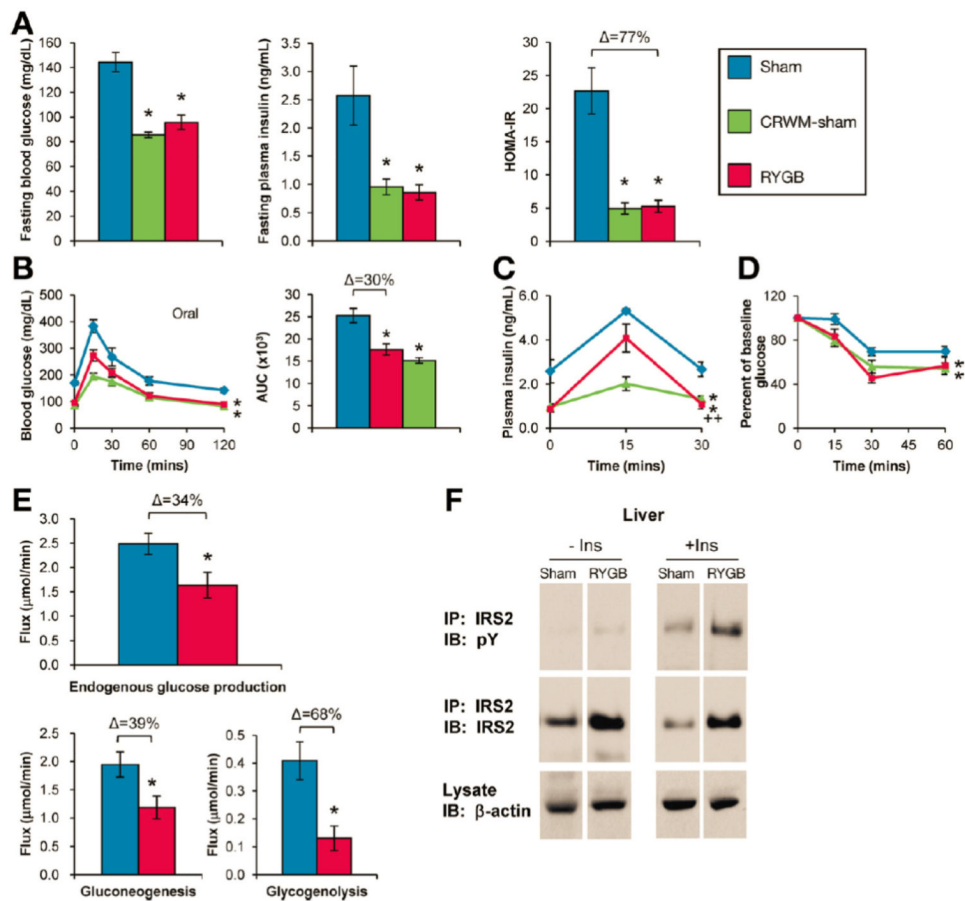 A
Fasting blood glucose (mg/dL)
160
140
120
100
80
60
40
20
0
*
*
Fasting plasma insulin (ng/mL)
3.5
3.0
2.5
2.0
1.5
1.0
0.5
0.0
*
*
HOMA-IR
30
25
20
15
10
5
0
Δ=77%
*
*
Sham
CRWM-sham
RYGB
B
Blood glucose (mg/dL)
500
400
300
200
100
0
Oral
*
*
0 30 60 90 120
Time (mins)
AUC (x10³)
25
20
15
10
5
0
Δ=30%
*
*
C
Plasma insulin (ng/mL)
6.0
4.0
2.0
0.0
*
*
++
0 15 30
Time (mins)
D
Percent of baseline
glucose
120
80
40
0
*
*
0 15 30 45 60
Time (mins)
E
Flux (μmol/min)
3.0
2.5
2.0
1.5
1.0
0.5
0.0
Δ=34%
*
Endogenous glucose production
Flux (μmol/min)
2.5
2.0
1.5
1.0
0.5
0.0
Δ=39%
*
Gluconeogenesis
Flux (μmol/min)
0.5
0.4
0.3
0.2
0.1
0.0
Δ=68%
*
Glycogenolysis
F
Liver
- Ins +Ins
Sham RYGB Sham RYGB
IP: IRS2
IB: pY
IP: IRS2
IB: IRS2
Lysate
IB: β-actin